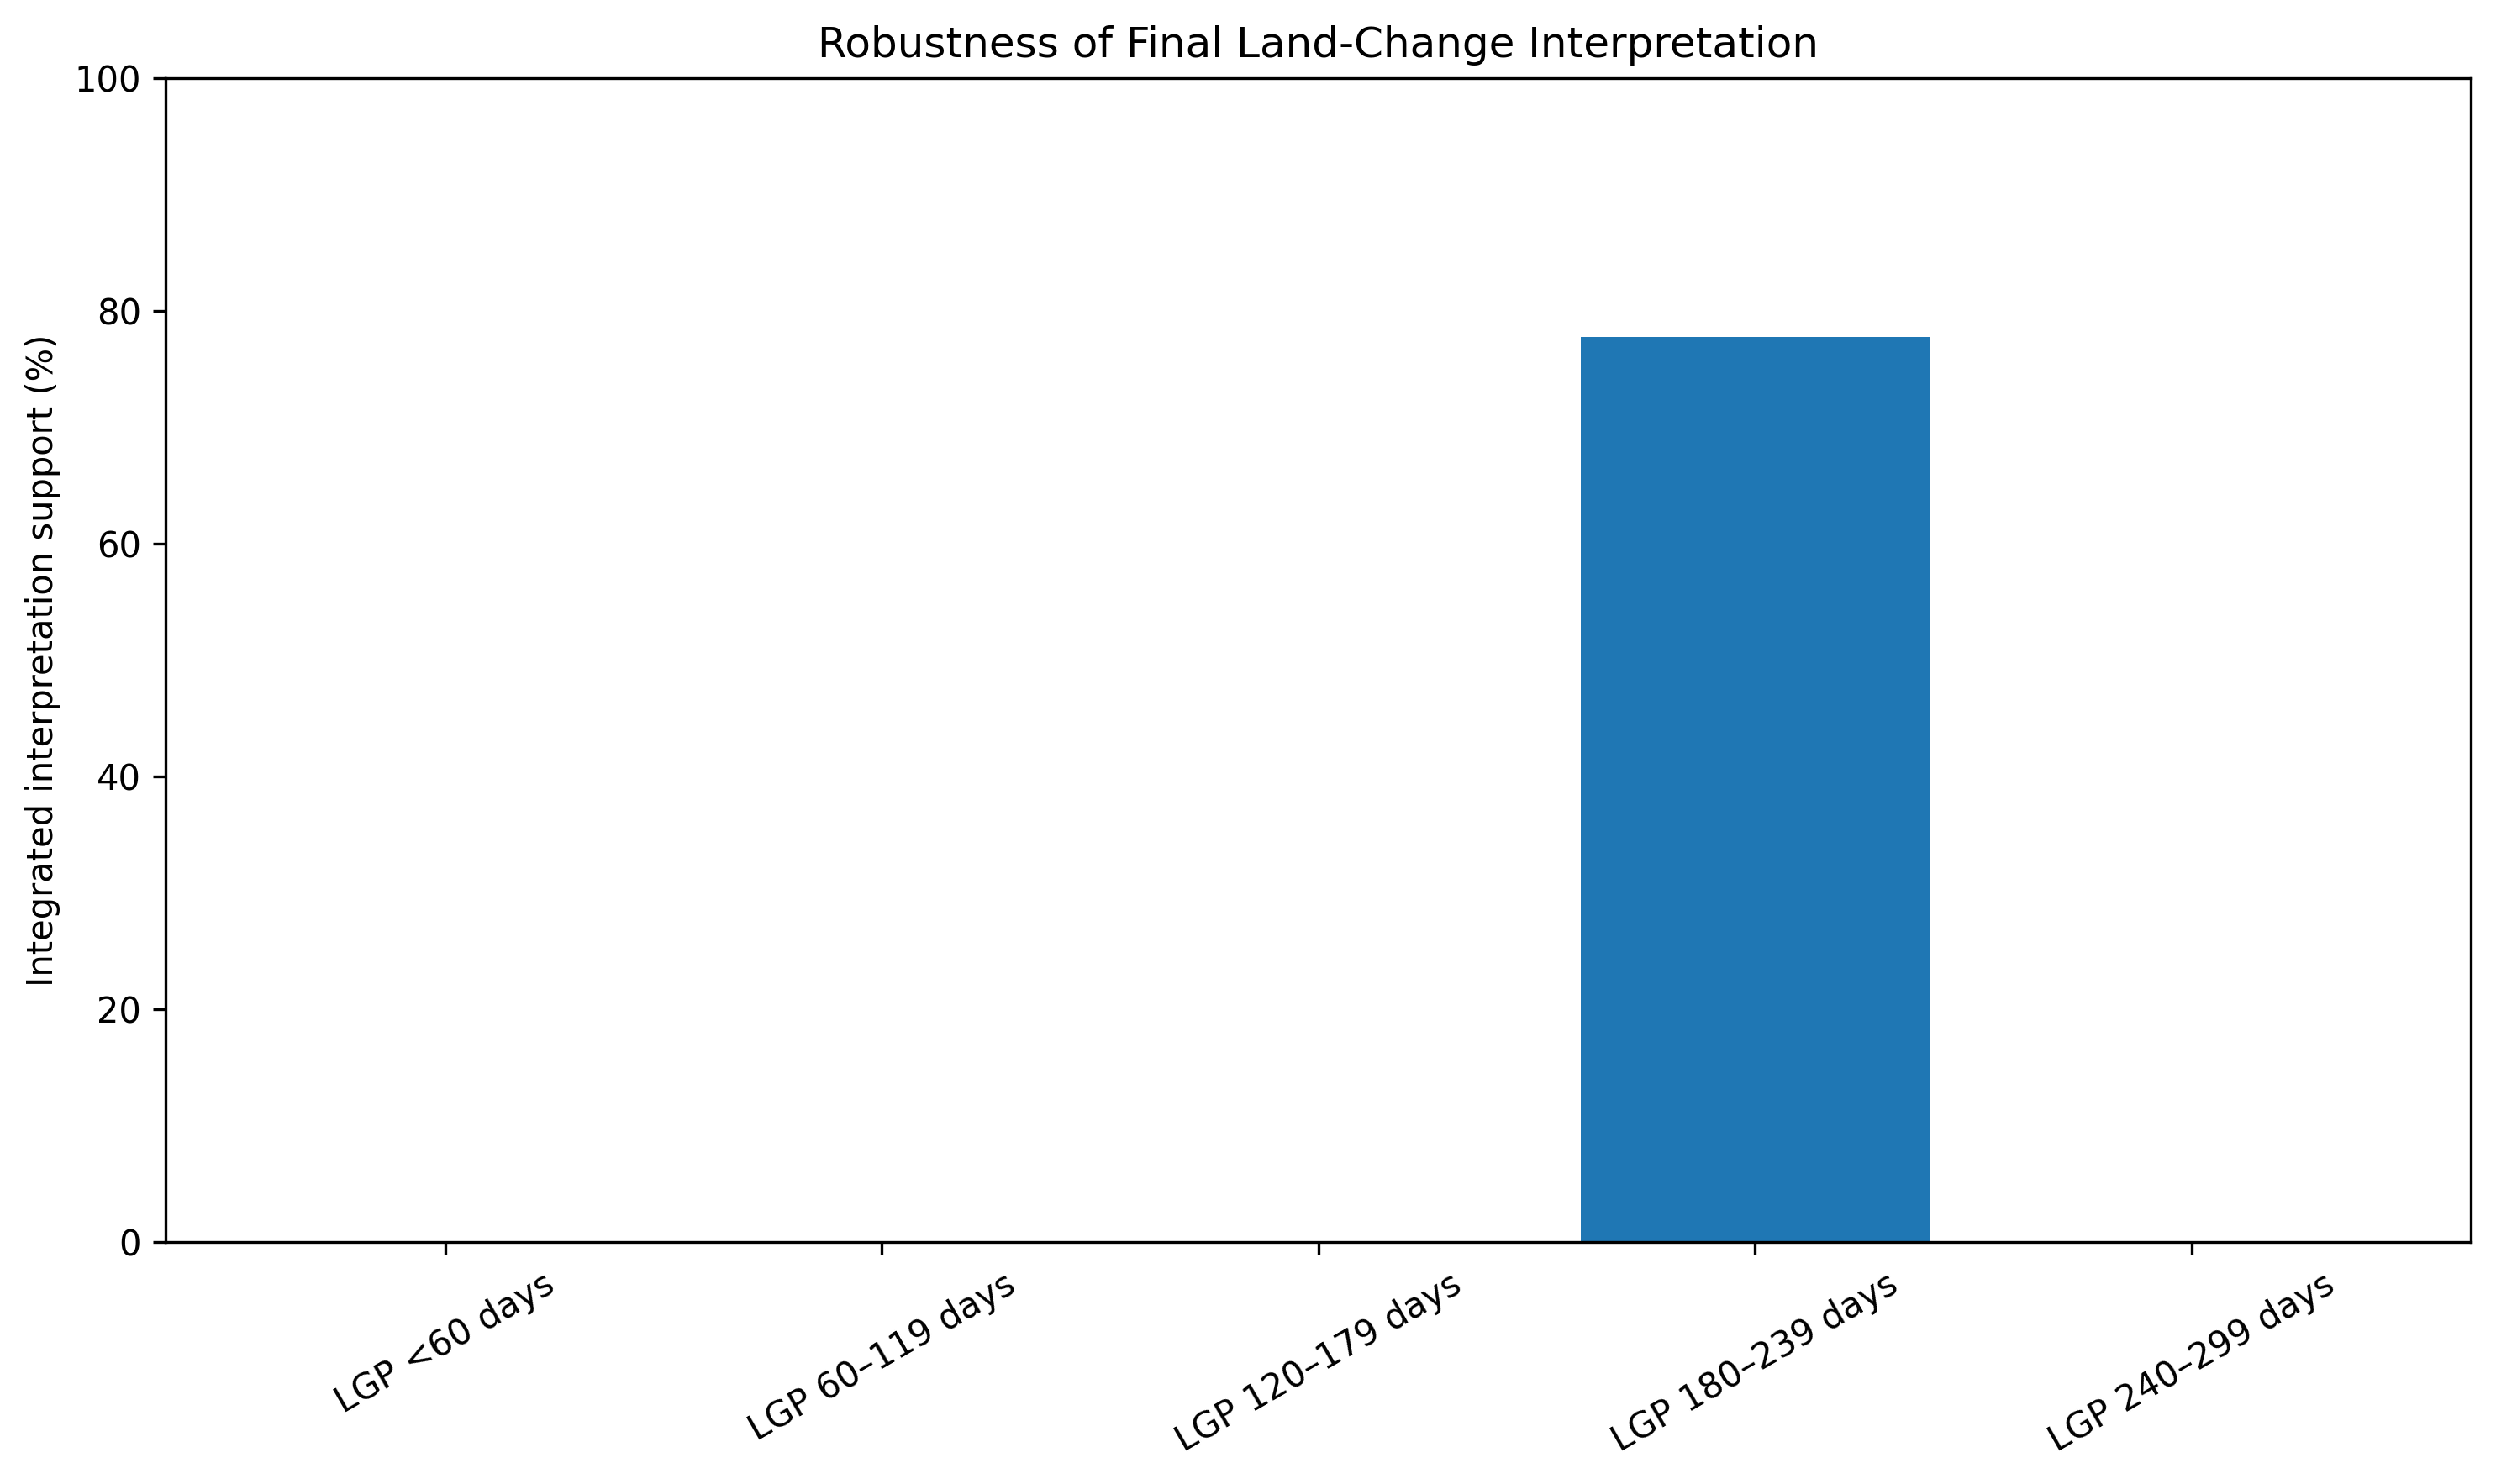 Robustness of Final Land-Change Interpretation
Integrated interpretation support (%)
100
80
60
40
20
0
LGP <60 days
LGP 60–119 days
LGP 120–179 days
LGP 180–239 days
LGP 240–299 days